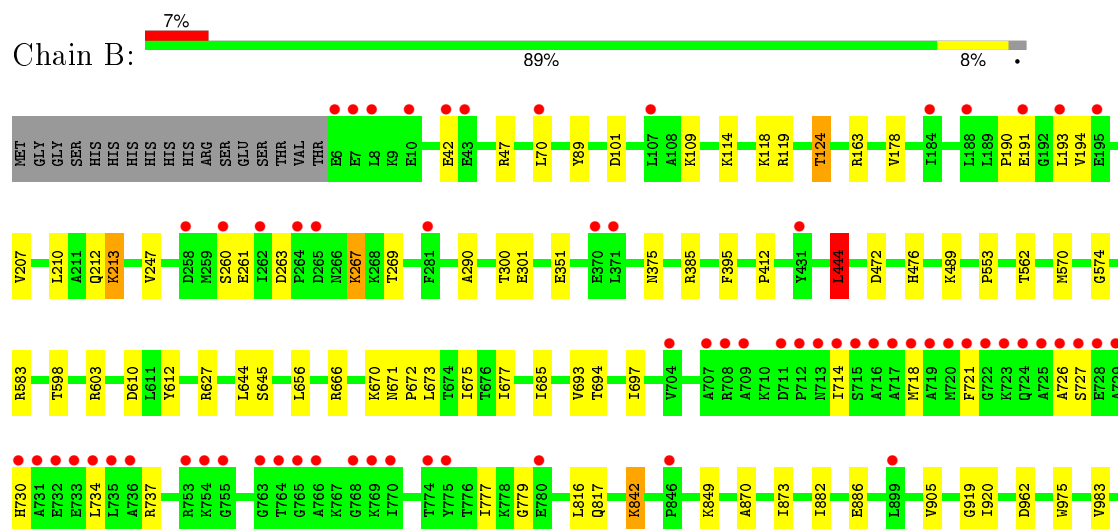 7%
Chain B:
89% 8% •
MET GLY GLY SER HIS HIS HIS HIS HIS HIS ARG SER GLU SER THR VAL THR E6 E7 L8 K9 E10 E42 E43 R47 L70 Y89 D101 L107 A108 K109 K114 K118 R119 T124 R163 V178 I184 L188 L189 P190 E191 G192 L193 V194 E195
V207 L210 A211 Q212 K213 V247 D258 M259 S260 E261 I262 D263 P264 D265 N266 K267 K268 T269 F281 A290 T300 E301 E351 E370 L371 N375 R385 F395 P412 Y431 L444 D472 H476 K489 P553 T562 M570 G574
R583 T598 R603 D610 L611 Y612 R627 L644 S645 L656 R666 K670 N671 P672 L673 T674 I675 T676 I677 I685 V693 T694 I697 V704 A707 R708 A709 K710 D711 P712 N713 I714 S715 A716 A717 M718 A719 M720 F721 G722 K723 Q724 A725 A726 S727 E728 A729
H730 A731 E732 E733 L734 L735 A736 R737 R753 K754 G755 G763 T764 G765 A766 K767 G768 K769 I770 T774 Y775 T776 I777 K778 G779 E780 L816 Q817 K842 P846 K849 A870 I873 I882 E886 L899 V905 G919 I920 D962 W975 V983